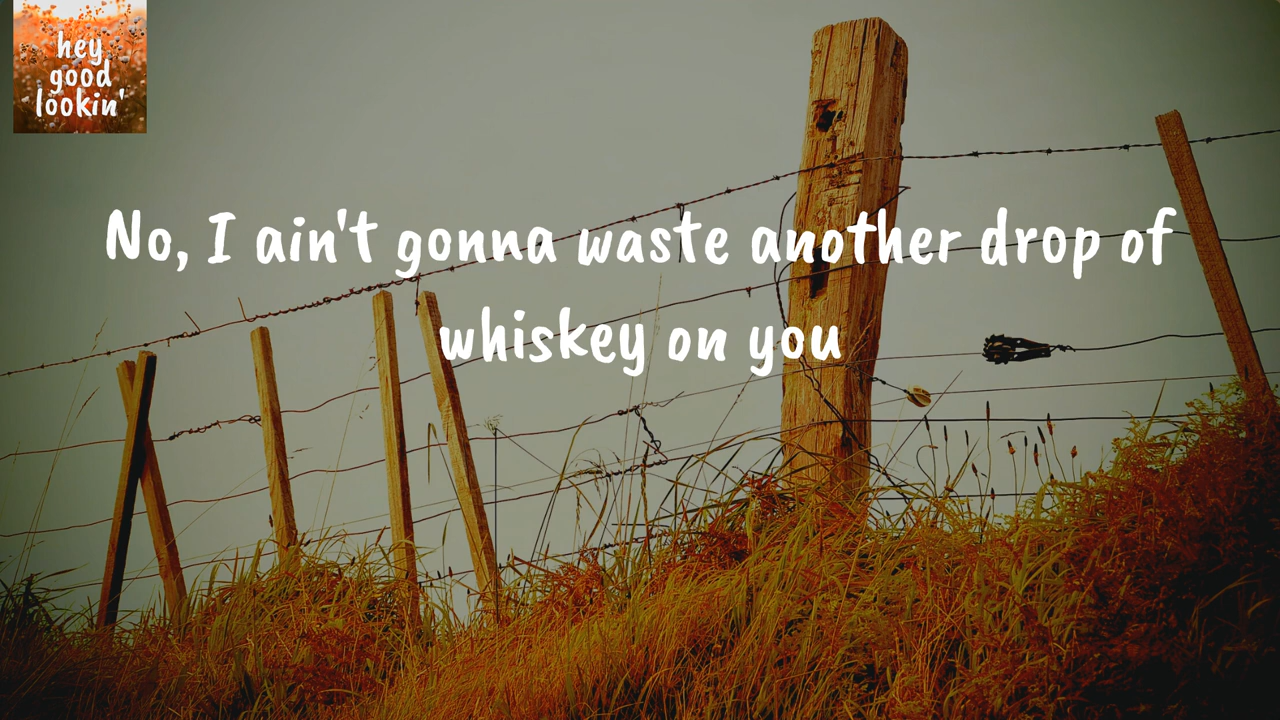 hey
good
lookin'
No, I ain't gonna waste another drop of
whiskey on you